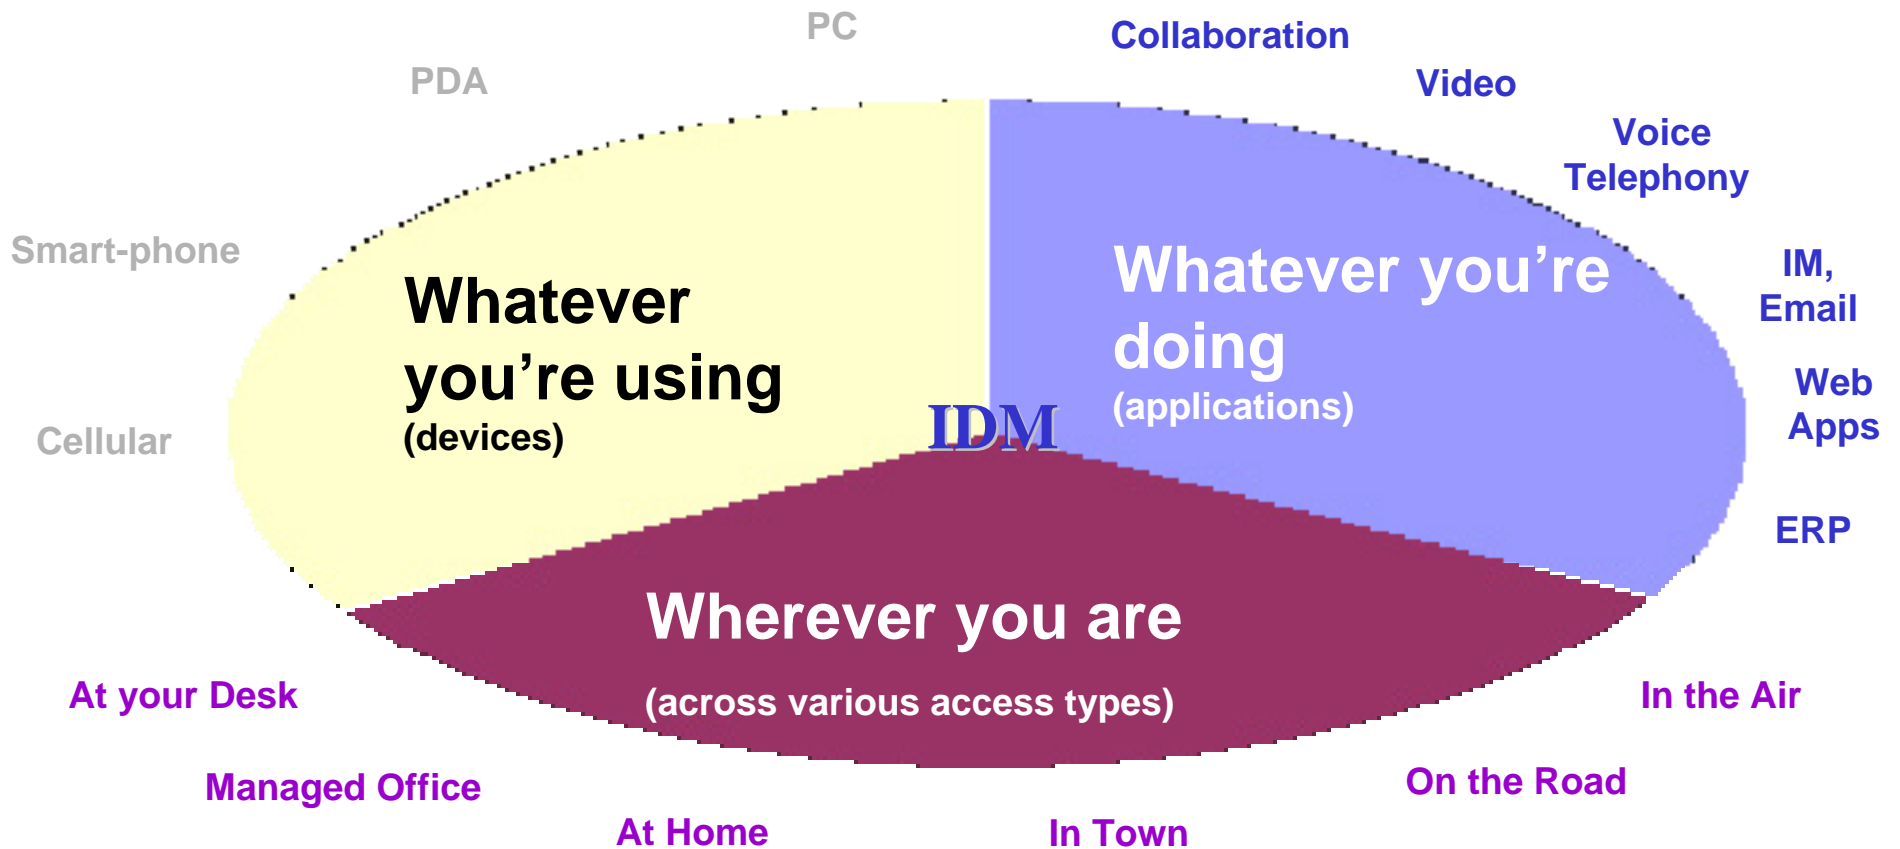 PC
Collaboration
PDA
Video
Voice
Telephony
Smart-phone
IM,
Email
Whatever
you’re using
(devices)
Whatever you’re
doing
(applications)
Web
Apps
Cellular
IDM
ERP
Wherever you are
(across various access types)
At your Desk
In the Air
Managed Office
On the Road
At Home
In Town